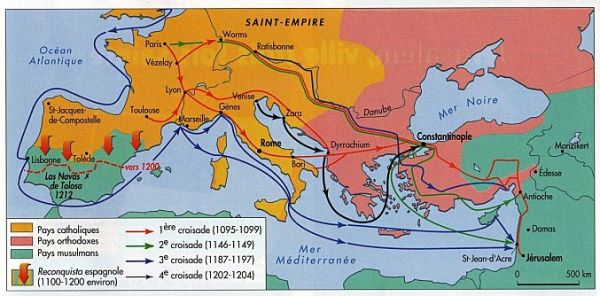 SAINT-EMPIRE
Océan
Atlantique
Paris
Worms
Ratisbonne
Vézelay
Lyon
Venise
Zara
Danube
Mer Noire
St-Jacques-
de-Compostelle
Toulouse
Marseille
Gênes
Rome
Bari
Dyrrachium
Constantinople
Manzikert
Lisbonne
Tolède
vers 1200
Las Navas
de Tolosa
1212
Édesse
Antioche
Damas
St-Jean-d'Acre
Jérusalem
Mer
Méditerranée
Pays catholiques
Pays orthodoxes
Pays musulmans
Reconquista espagnole
(1100-1200 environ)
1ère croisade (1095-1099)
2e croisade (1146-1149)
3e croisade (1187-1197)
4e croisade (1202-1204)
0
500 km